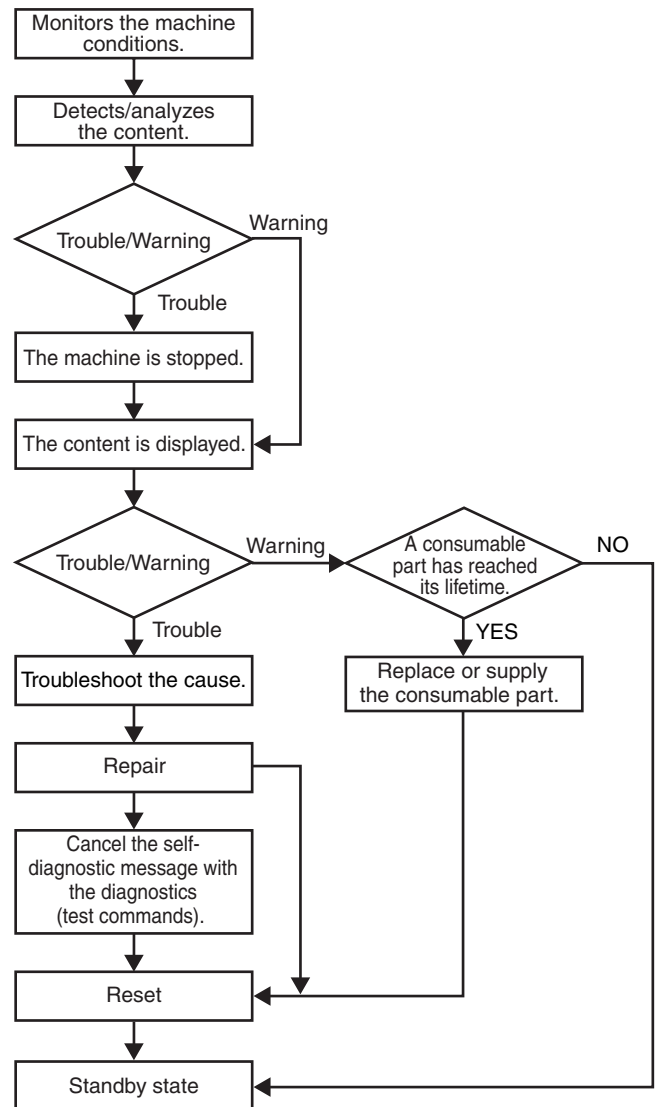 Monitors the machine
conditions.
Detects/analyzes
the content.
Trouble/Warning
Warning
Trouble
The machine is stopped.
The content is displayed.
Trouble/Warning
Warning
A consumable
part has reached
its lifetime.
NO
Trouble
YES
Troubleshoot the cause.
Replace or supply
the consumable part.
Repair
Cancel the self-
diagnostic message with
the diagnostics
(test commands).
Reset
Standby state